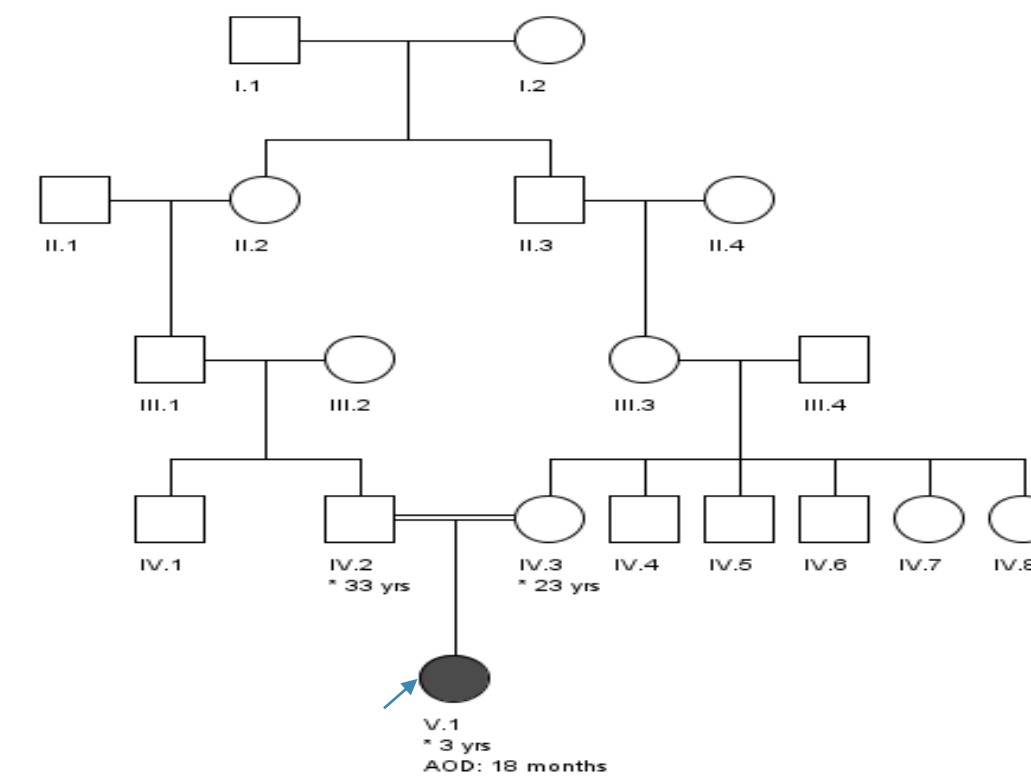 I.1
I.2
II.1
II.2
II.3
II.4
III.1
III.2
III.3
III.4
IV.1
IV.2
* 33 yrs
IV.3
* 23 yrs
IV.4
IV.5
IV.6
IV.7
IV.8
V.1
* 3 yrs
AOD: 18 months